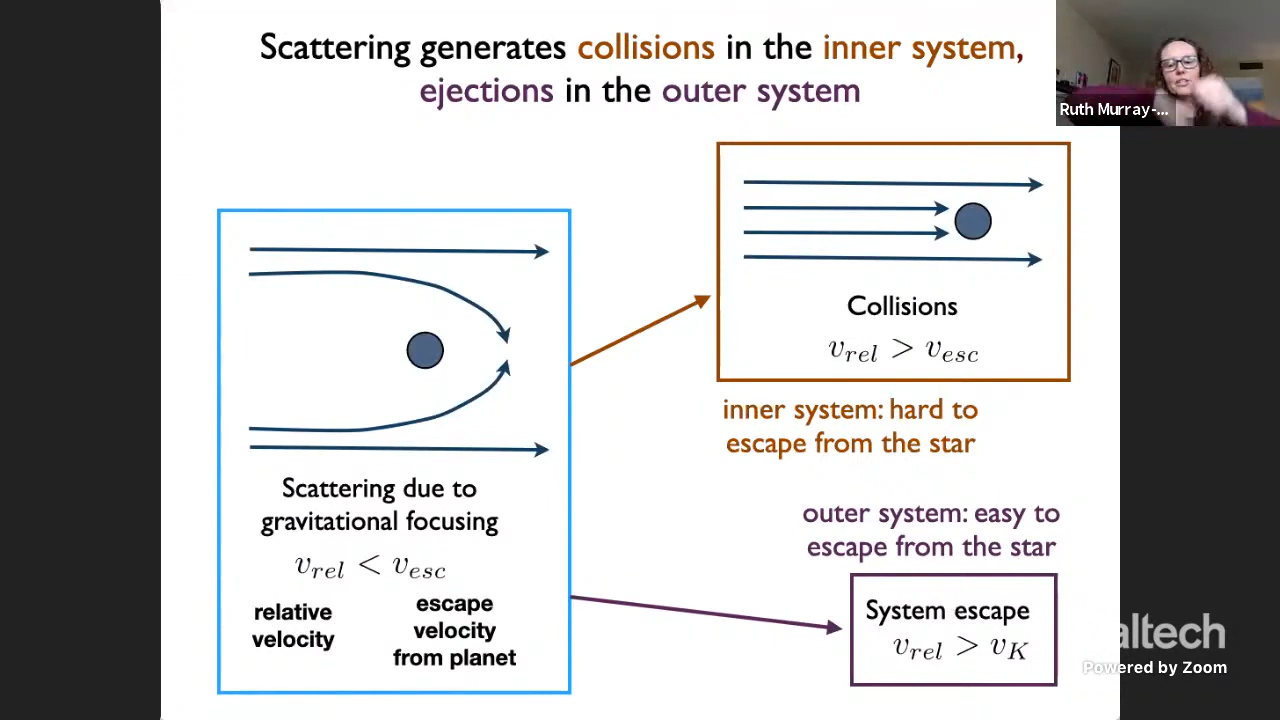 Scattering generates collisions in the inner system,
ejections in the outer system
Ruth Murray-...
Collisions
v_rel > v_esc
inner system: hard to
escape from the star
Scattering due to
gravitational focusing
v_rel < v_esc
relative
velocity
escape
velocity
from planet
outer system: easy to
escape from the star
System escape
v_rel > v_K
altech
Powered by Zoom